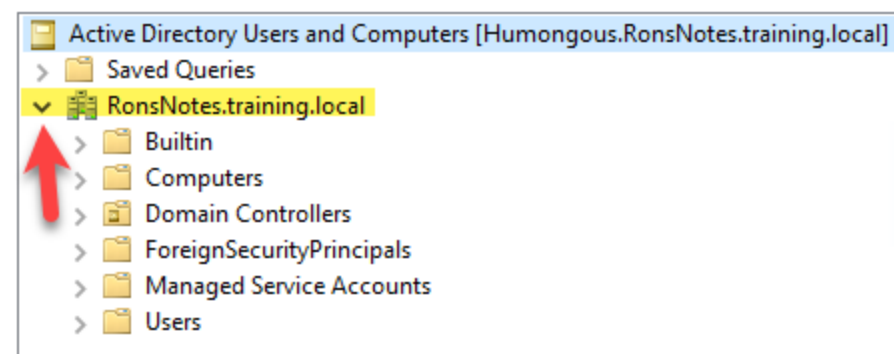 Active Directory Users and Computers [Humongous.RonsNotes.training.local]
Saved Queries
RonsNotes.training.local
Builtin
Computers
Domain Controllers
ForeignSecurityPrincipals
Managed Service Accounts
Users